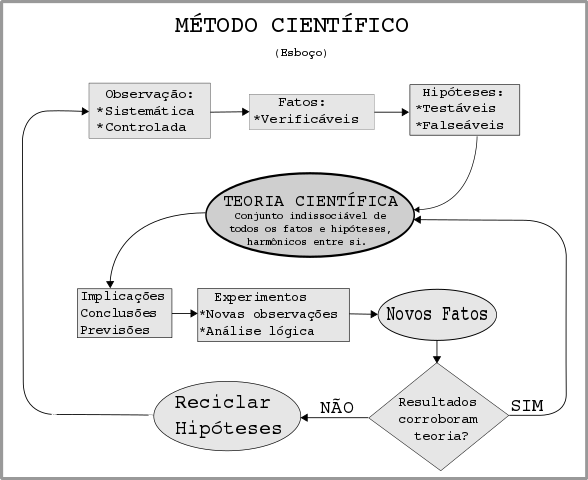 MÉTODO CIENTÍFICO
(Esboço)
Observação:
*Sistemática
*Controlada
Fatos:
*Verificáveis
Hipóteses:
*Testáveis
*Falseáveis
TEORIA CIENTÍFICA
Conjunto indissociável de
todos os fatos e hipóteses,
harmônicos entre si.
Implicações
Conclusões
Previsões
Experimentos
*Novas observações
*Análise lógica
Novos Fatos
Resultados
corroboram
teoria?
SIM
NÃO
Reciclar
Hipóteses